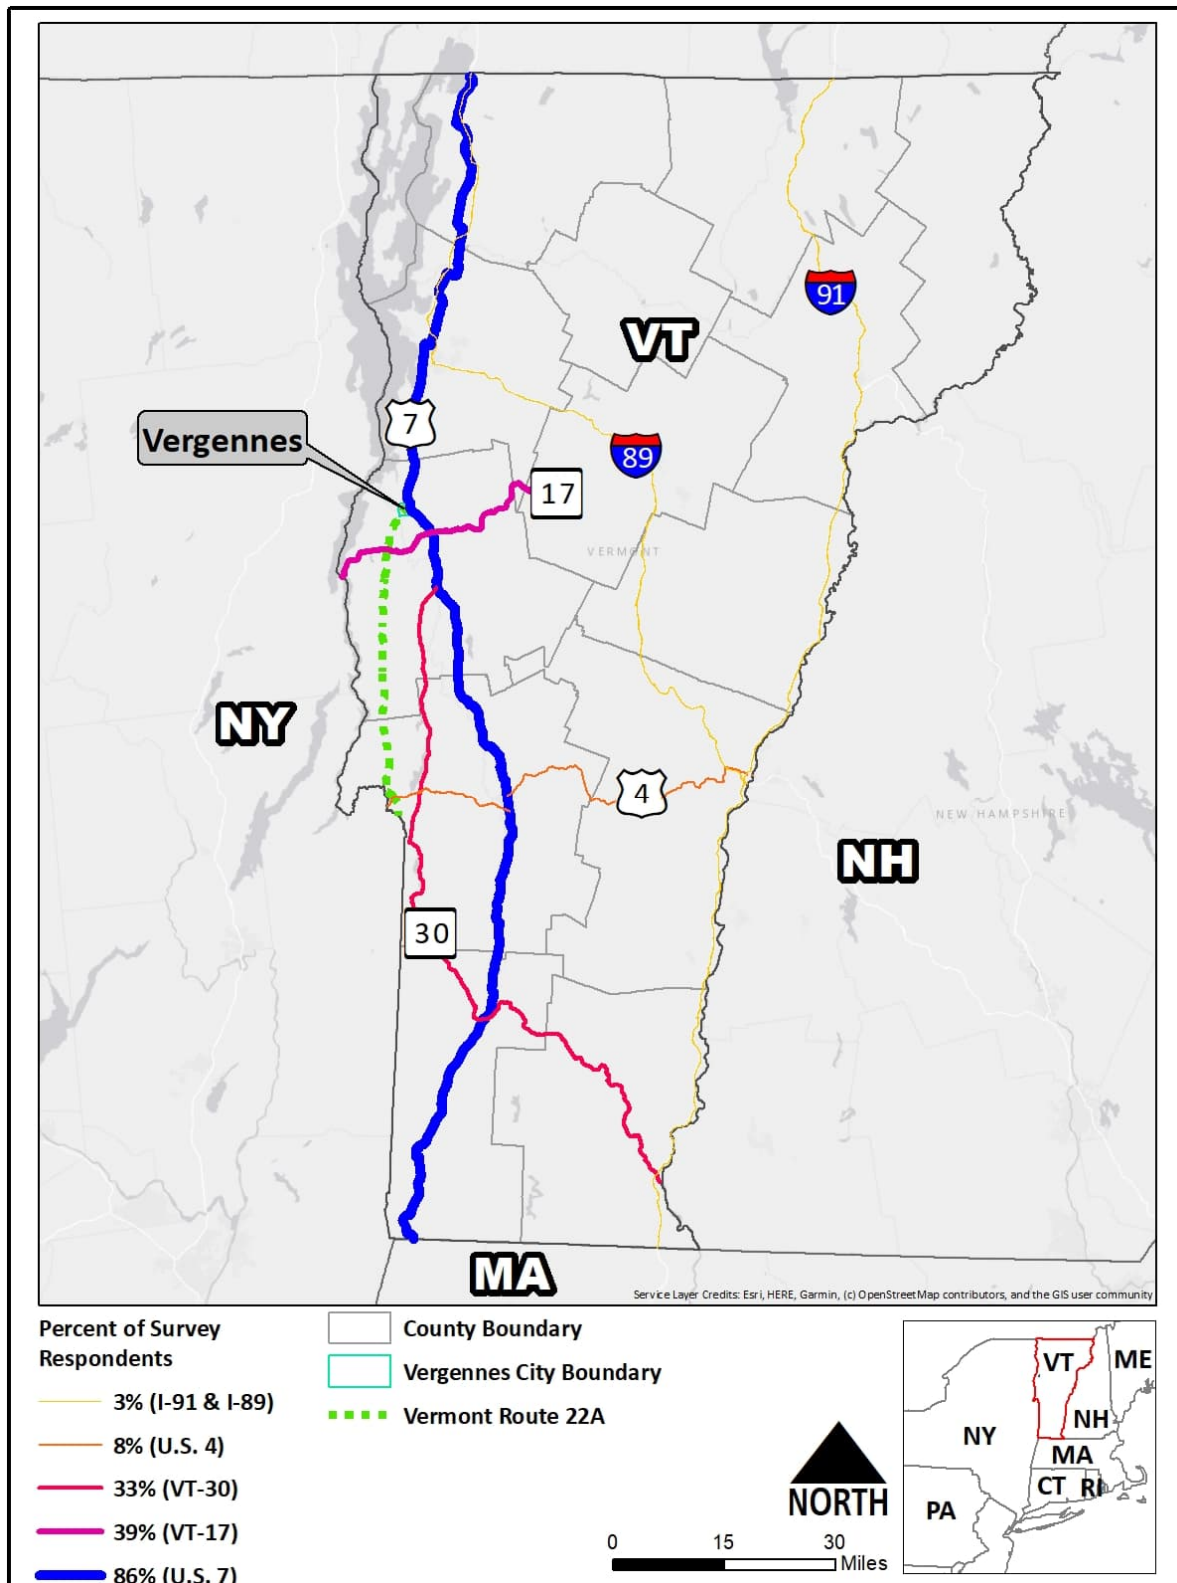 91
VT
7
Vergennes
89
17
VERMONT
NY
4
NEW HAMPSHIRE
NH
30
MA
Service Layer Credits: Esri, HERE, Garmin, (c) OpenStreetMap contributors, and the GIS user community
Percent of Survey
Respondents
3% (I-91 & I-89)
8% (U.S. 4)
33% (VT-30)
39% (VT-17)
86% (U.S. 7)
County Boundary
Vergennes City Boundary
Vermont Route 22A
NORTH
0 15 30
Miles
VT
ME
NH
NY
MA
CT RI
PA